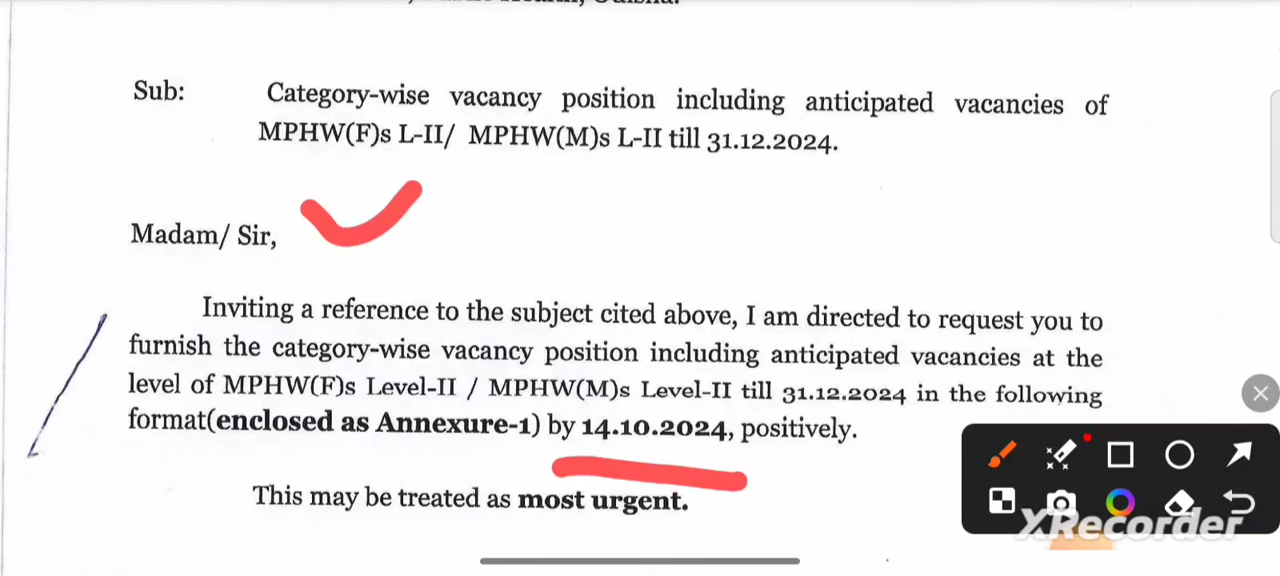 Sub: Category-wise vacancy position including anticipated vacancies of
MPHW(F)s L-II/ MPHW(M)s L-II till 31.12.2024.
Madam/ Sir,
Inviting a reference to the subject cited above, I am directed to request you to
furnish the category-wise vacancy position including anticipated vacancies at the
level of MPHW(F)s Level-II / MPHW(M)s Level-II till 31.12.2024 in the following
format(enclosed as Annexure-1) by 14.10.2024, positively.
This may be treated as most urgent.
XRecorder